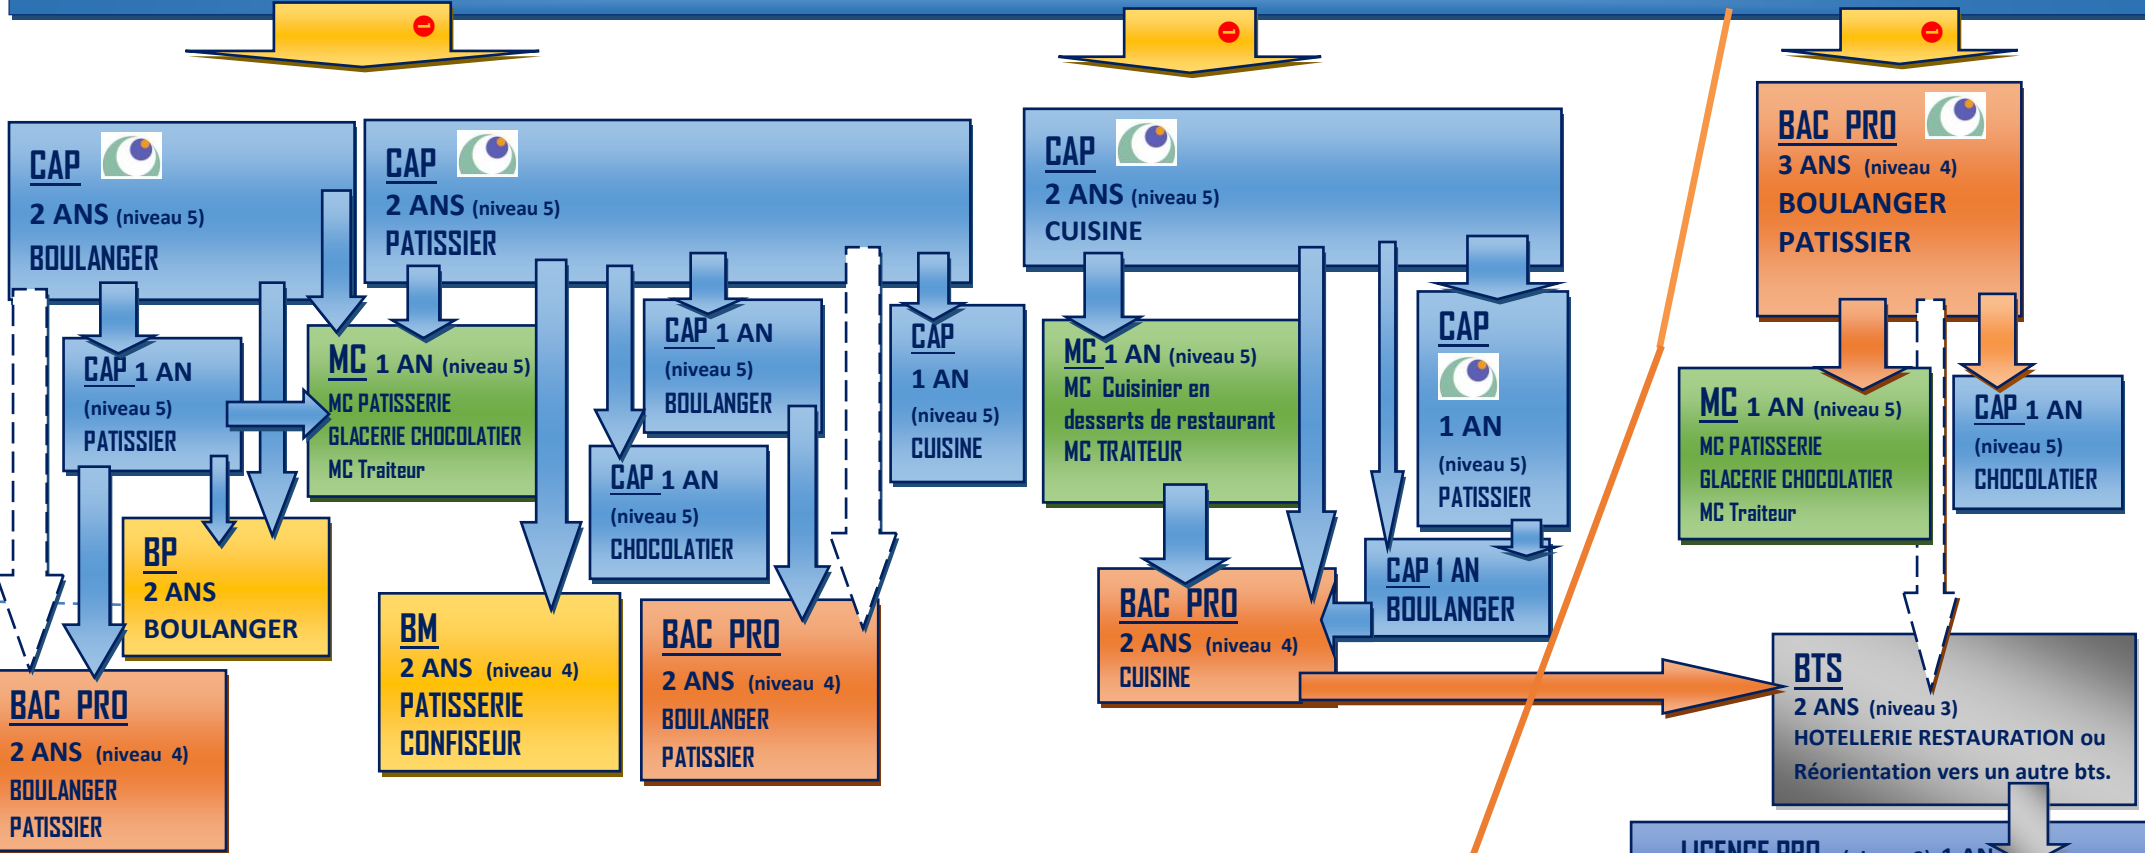 CAP
2 ANS (niveau 5)
BOULANGER
CAP
2 ANS (niveau 5)
PATISSIER
CAP
2 ANS (niveau 5)
CUISINE
BAC PRO
3 ANS (niveau 4)
BOULANGER
PATISSIER
CAP 1 AN
(niveau 5)
PATISSIER
MC 1 AN (niveau 5)
MC PATISSERIE
GLACERIE CHOCOLATIER
MC Traiteur
CAP 1 AN
(niveau 5)
BOULANGER
CAP
1 AN
(niveau 5)
CUISINE
CAP 1 AN
(niveau 5)
CHOCOLATIER
MC 1 AN (niveau 5)
MC Cuisinier en
desserts de restaurant
MC TRAITEUR
CAP
1 AN
(niveau 5)
PATISSIER
MC 1 AN (niveau 5)
MC PATISSERIE
GLACERIE CHOCOLATIER
MC Traiteur
CAP 1 AN
(niveau 5)
CHOCOLATIER
BP
2 ANS
BOULANGER
BM
2 ANS (niveau 4)
PATISSERIE
CONFISEUR
BAC PRO
2 ANS (niveau 4)
BOULANGER
PATISSIER
BAC PRO
2 ANS (niveau 4)
CUISINE
CAP 1 AN
BOULANGER
BAC PRO
2 ANS (niveau 4)
BOULANGER
PATISSIER
BTS
2 ANS (niveau 3)
HOTELLERIE RESTAURATION ou
Réorientation vers un autre bts.
LICENCE PRO 1 AN